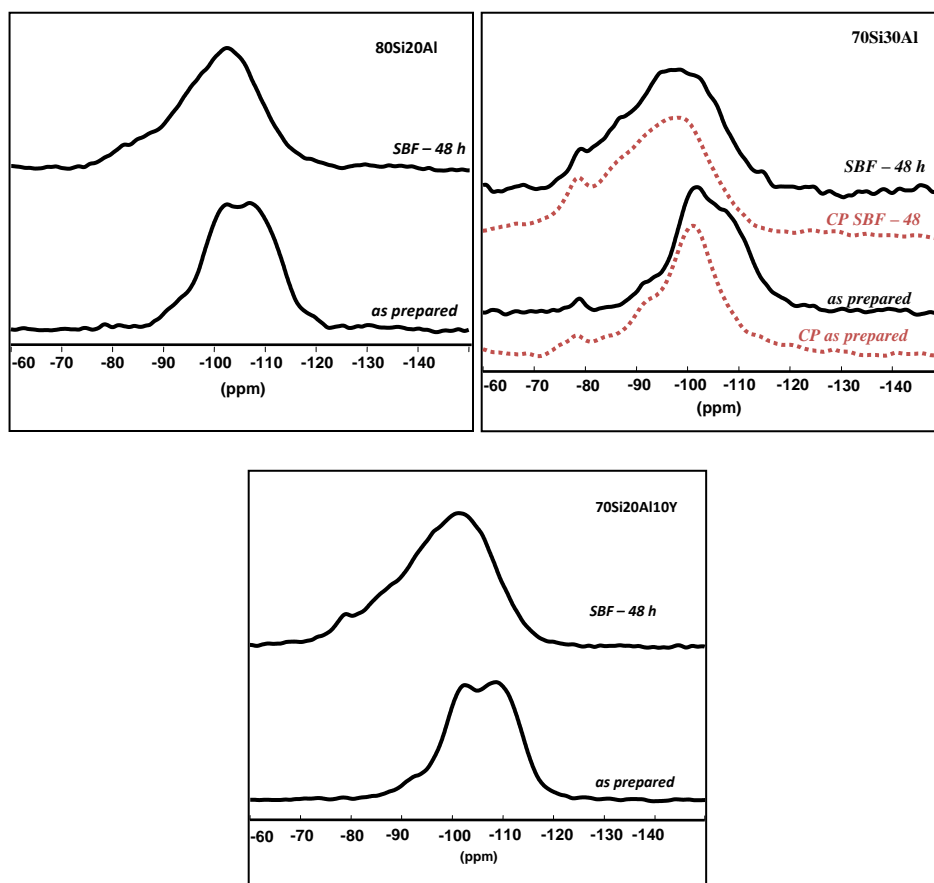 80Si20Al
SBF – 48 h
as prepared
-60 -70 -80 -90 -100 -110 -120 -130 -140
(ppm)
70Si30Al
SBF – 48 h
CP SBF – 48
as prepared
CP as prepared
-60 -70 -80 -90 -100 -110 -120 -130 -140
(ppm)
70Si20Al10Y
SBF – 48 h
as prepared
-60 -70 -80 -90 -100 -110 -120 -130 -140
(ppm)